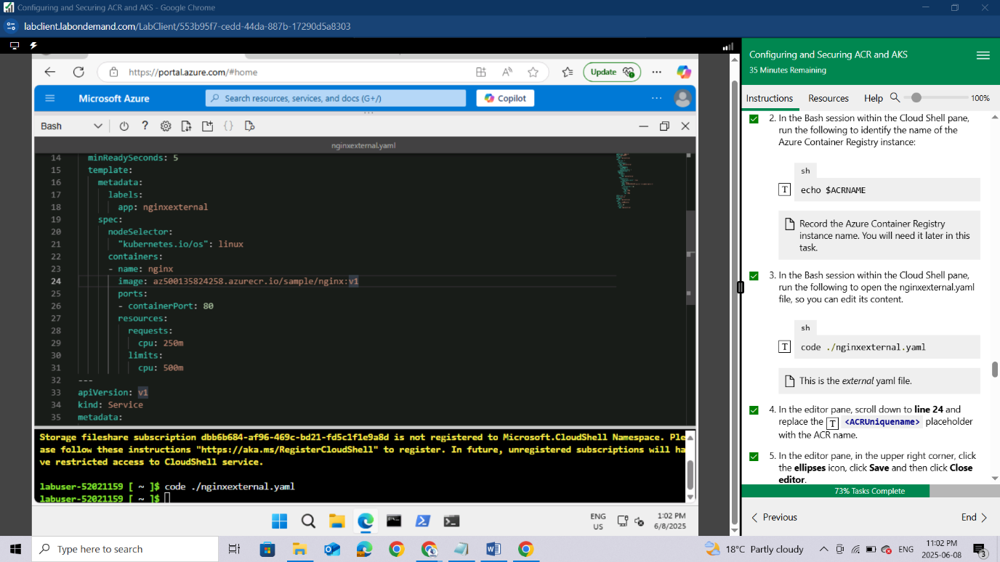 Configuring and Securing ACR and AKS - Google Chrome
labclient.labondemand.com/LabClient/553b95f7-cedd-44da-887b-17290d5a8303
https://portal.azure.com/#home
Update
Microsoft Azure
Search resources, services, and docs (G+/)
Copilot
Bash
nginxexternal.yaml
14 minReadySeconds: 5
15 template:
16 metadata:
17 labels:
18 app: nginxexternal
19 spec:
20 nodeSelector:
21 "kubernetes.io/os": linux
22 containers:
23 - name: nginx
24 image: az500135824258.azurecr.io/sample/nginx:v1
25 ports:
26 - containerPort: 80
27 resources:
28 requests:
29 cpu: 250m
30 limits:
31 cpu: 500m
32 ---
33 apiVersion: v1
34 kind: Service
35 metadata:
Storage fileshare subscription dbb6b684-af96-469c-bd21-fd5c1f1e9a8d is not registered to Microsoft.CloudShell Namespace. Ple
ase follow these instructions "https://aka.ms/RegisterCloudShell" to register. In future, unregistered subscriptions will ha
ve restricted access to CloudShell service.
labuser-52021159 [ ~ ]$ code ./nginxexternal.yaml
labuser-52021159 [ ~ ]$
ENG
US
1:02 PM
6/8/2025
Configuring and Securing ACR and AKS
35 Minutes Remaining
Instructions Resources Help 100%
2. In the Bash session within the Cloud Shell pane,
run the following to identify the name of the
Azure Container Registry instance:
sh
T echo $ACRNAME
Record the Azure Container Registry
instance name. You will need it later in this
task.
3. In the Bash session within the Cloud Shell pane,
run the following to open the nginxexternal.yaml
file, so you can edit its content.
sh
T code ./nginxexternal.yaml
This is the external yaml file.
4. In the editor pane, scroll down to line 24 and
replace the T <ACRUniquename> placeholder
with the ACR name.
5. In the editor pane, in the upper right corner, click
the ellipses icon, click Save and then click Close
editor.
73% Tasks Complete
Previous End
Type here to search
18°C Partly cloudy
ENG
11:02 PM
2025-06-08
3